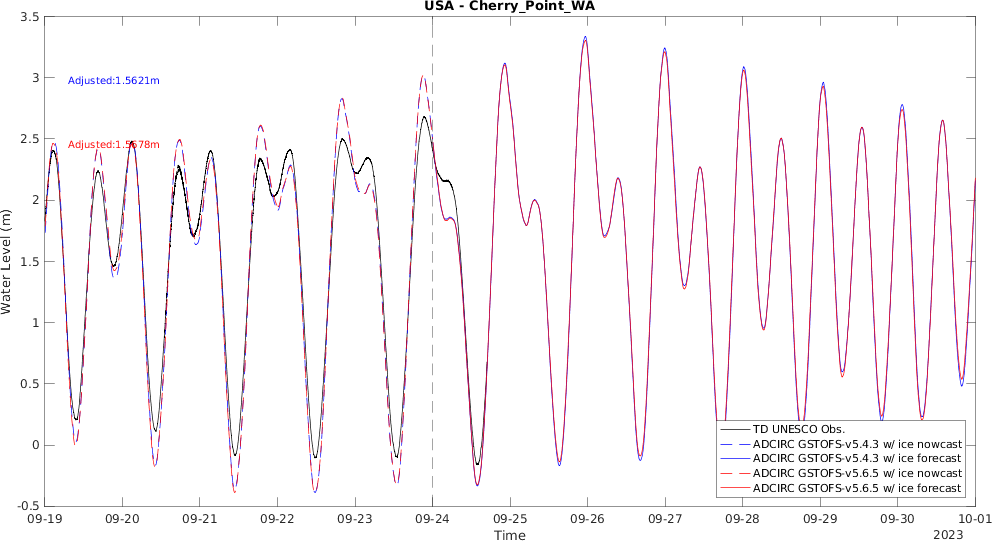 USA - Cherry_Point_WA
3.5
3
2.5
2
1.5
1
0.5
0
-0.5
Water Level (m)
Adjusted:1.5621m
Adjusted:1.5678m
TD UNESCO Obs.
ADCIRC GSTOFS-v5.4.3 w/ ice nowcast
ADCIRC GSTOFS-v5.4.3 w/ ice forecast
ADCIRC GSTOFS-v5.6.5 w/ ice nowcast
ADCIRC GSTOFS-v5.6.5 w/ ice forecast
09-19 09-20 09-21 09-22 09-23 09-24 09-25 09-26 09-27 09-28 09-29 09-30 10-01
Time
2023